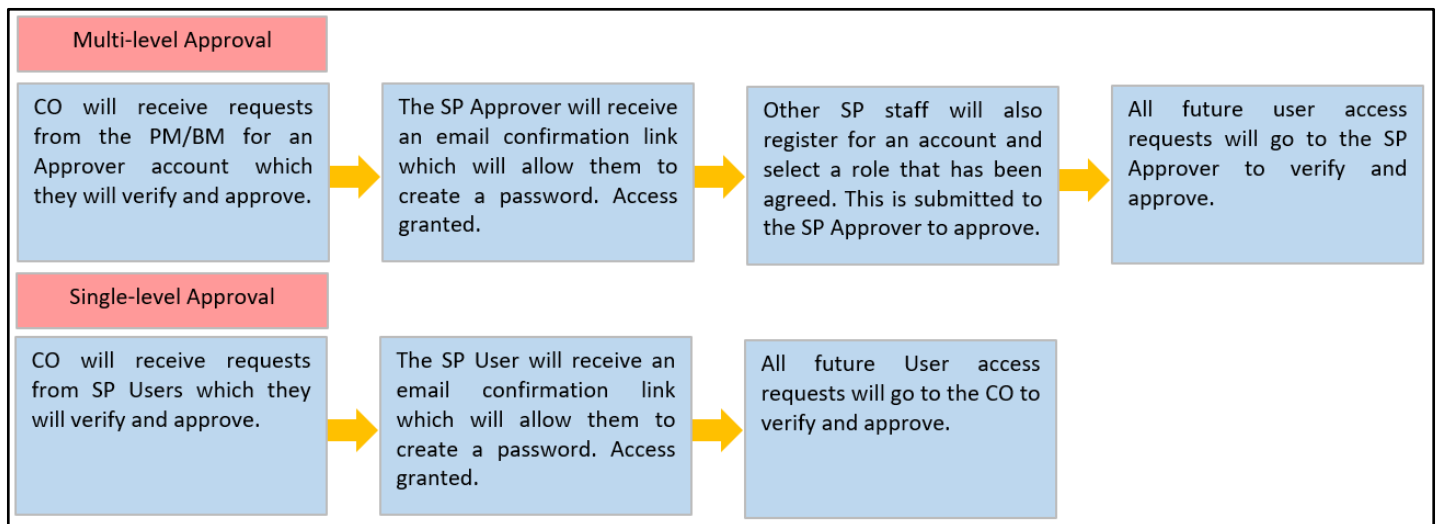 Multi-level Approval
CO will receive requests
from the PM/BM for an
Approver account which
they will verify and approve.
The SP Approver will receive
an email confirmation link
which will allow them to
create a password. Access
granted.
Other SP staff will also
register for an account and
select a role that has been
agreed. This is submitted to
the SP Approver to approve.
All future user access
requests will go to the SP
Approver to verify and
approve.
Single-level Approval
CO will receive requests
from SP Users which they
will verify and approve.
The SP User will receive an
email confirmation link
which will allow them to
create a password. Access
granted.
All future User access
requests will go to the CO to
verify and approve.